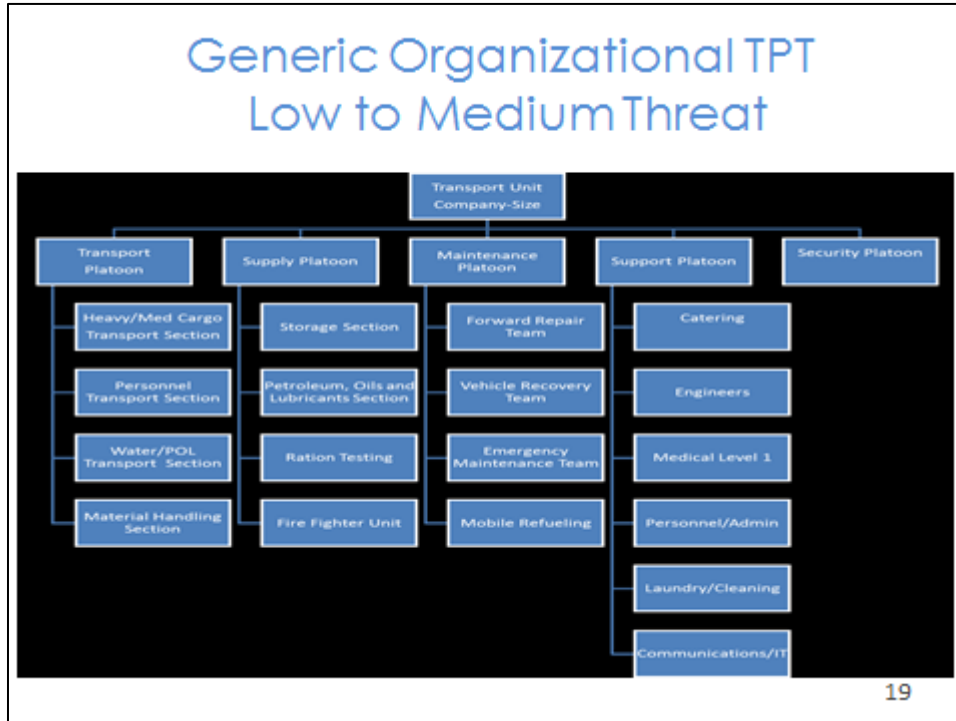 Generic Organizational TPT
Low to Medium Threat
Transport Unit
Company-Size
Transport
Platoon
Supply Platoon
Maintenance
Platoon
Support Platoon
Security Platoon
Heavy/Med Cargo
Transport Section
Storage Section
Forward Repair
Team
Catering
Personnel
Transport Section
Petroleum, Oils and
Lubricants Section
Vehicle Recovery
Team
Engineers
Water/POL
Transport Section
Ration Testing
Emergency
Maintenance Team
Medical Level 1
Material Handling
Section
Fire Fighter Unit
Mobile Refueling
Personnel/Admin
Laundry/Cleaning
Communications/IT
19